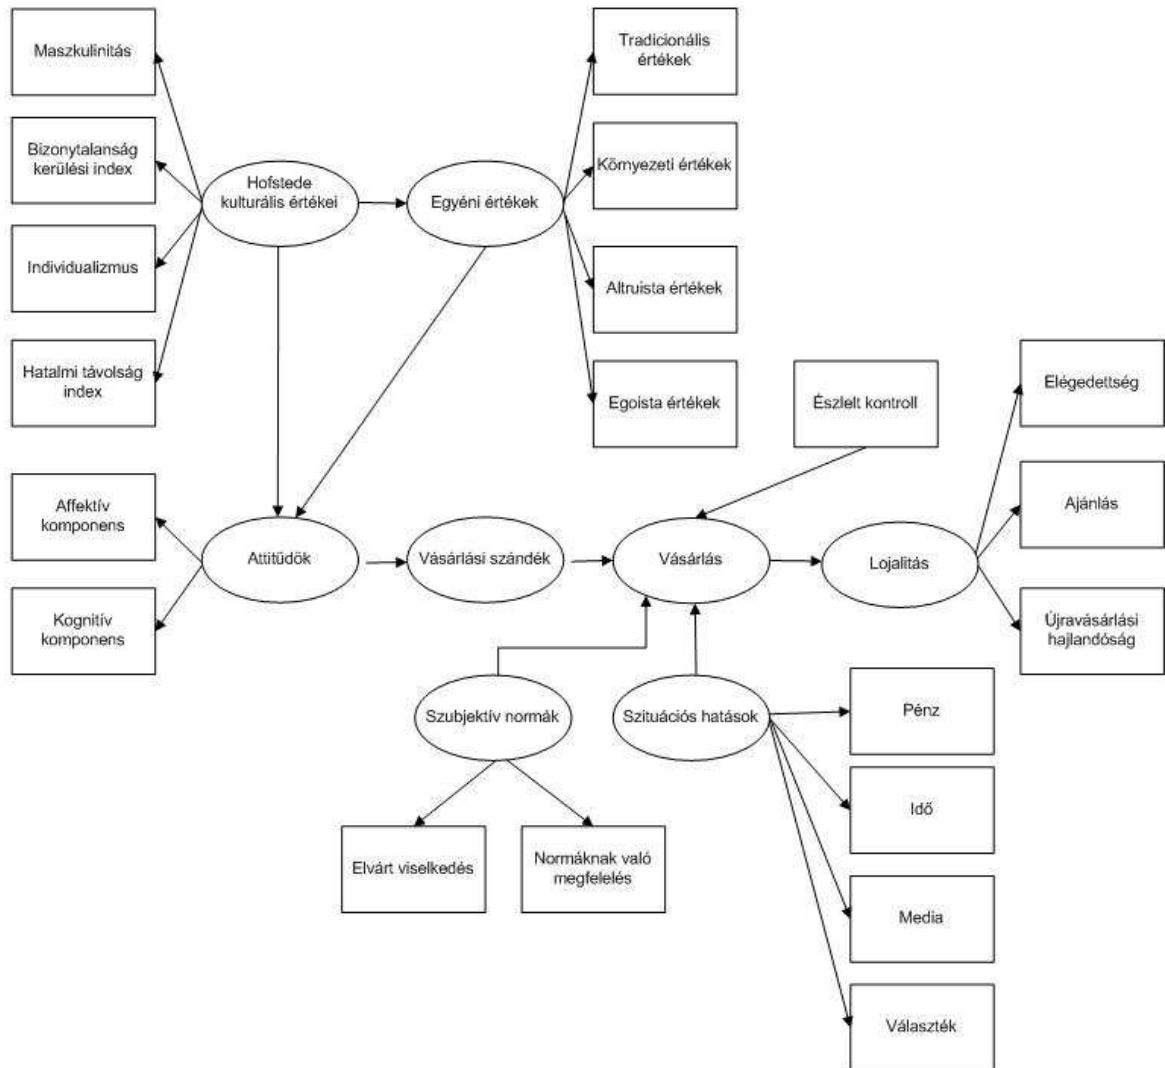 Maszkulinitás
Tradicionális
értékek
Bizonytalanság
kerülési index
Környezeti értékek
Hofstede
kulturális értékei
Egyéni értékek
Individualizmus
Altruista értékek
Hatalmi távolság
index
Egoista értékek
Észlelt kontroll
Elégedettség
Affektív
komponens
Ajánlás
Attitűdök
Vásárlási szándék
Vásárlás
Lojalitás
Kognitív
komponens
Újravásárlási
hajlandóság
Szubjektív normák
Szituációs hatások
Pénz
Idő
Elvárt viselkedés
Normáknak való
megfelelés
Media
Választék